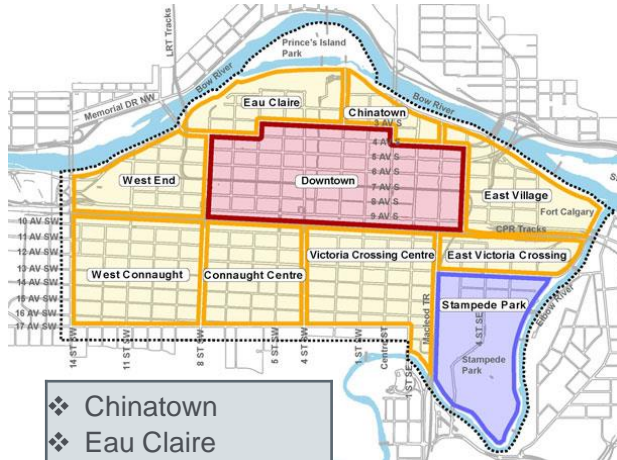 LRT Tracks
Prince's Island
Park
Bow River
Memorial DR NW
Eau Claire
Chinatown
Bow River
3 AV S
4 AV S
5 AV S
6 AV S
7 AV S
8 AV S
9 AV S
West End
Downtown
East Village
Fort Calgary
CPR Tracks
10 AV SW
11 AV SW
12 AV SW
13 AV SW
14 AV SW
15 AV SW
16 AV SW
17 AV SW
West Connaught
Connaught Centre
Victoria Crossing Centre
East Victoria Crossing
Stampede Park
Macleod TR
4 ST SE
Elbow River
Stampede
Park
14 ST SW
11 ST SW
8 ST SW
5 ST SW
4 ST SW
1 ST SW
Centre ST
1 ST SE
❖ Chinatown
❖ Eau Claire